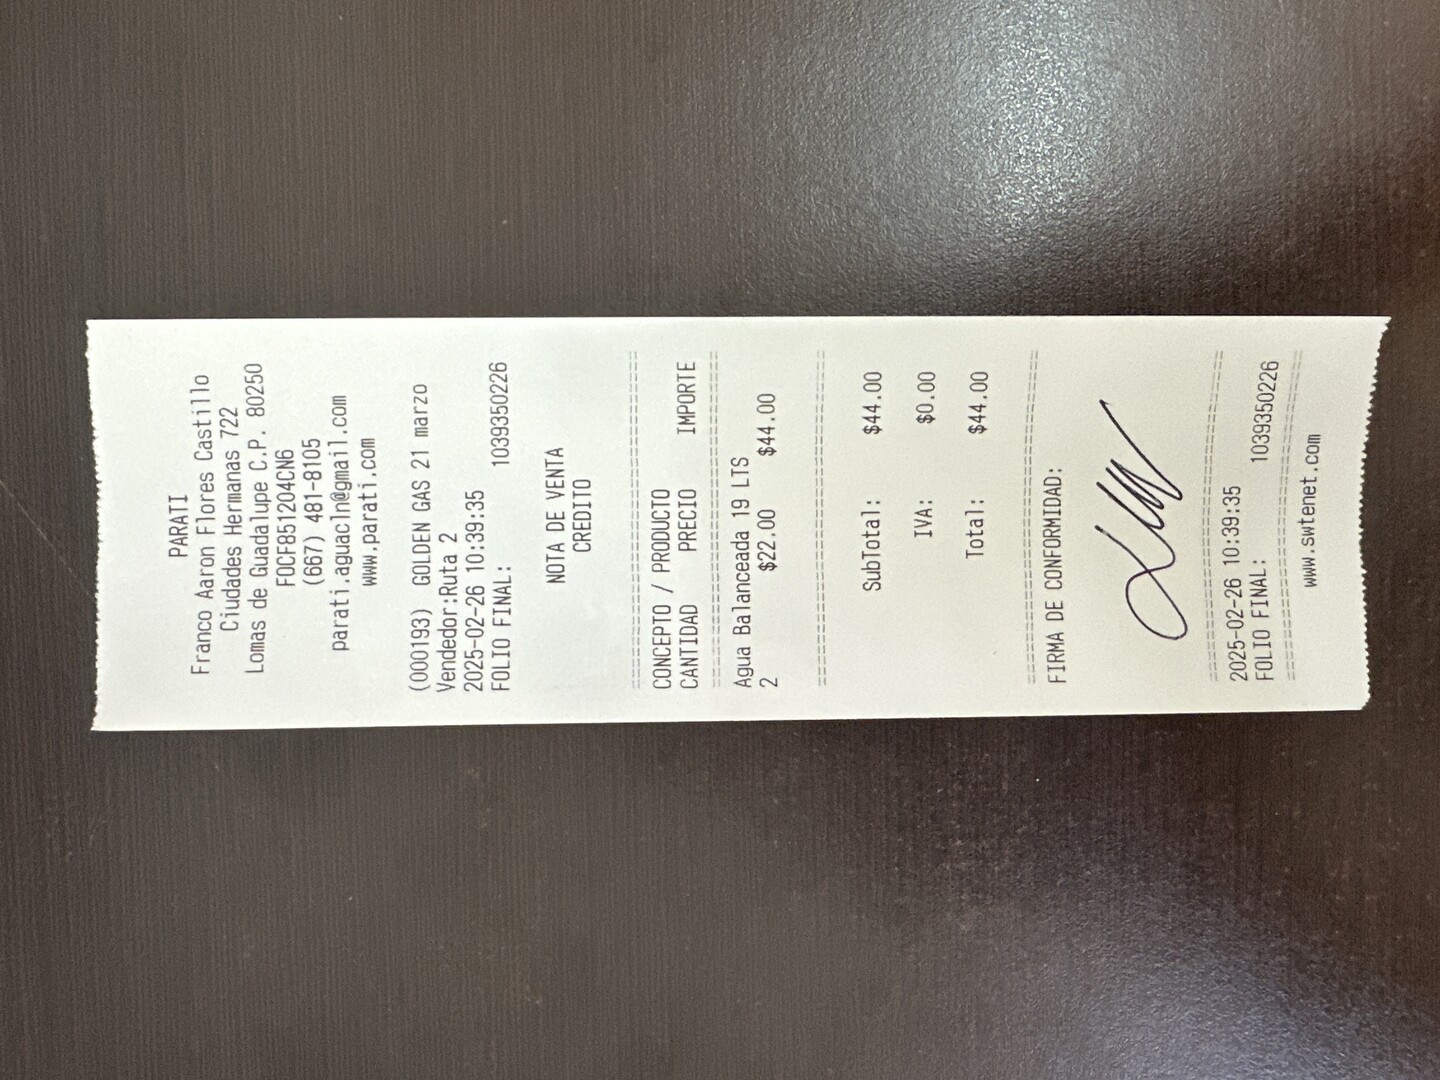 PARATI
Franco Aaron Flores Castillo
Ciudades Hermanas 722
Lomas de Guadalupe C.P. 80250
FOCF851204CN6
(667) 481-8105
parati.aguacln@gmail.com
www.parati.com
(000193) GOLDEN GAS 21 marzo
Vendedor:Ruta 2
2025-02-26 10:39:35
FOLIO FINAL: 1039350226
NOTA DE VENTA
CREDITO
CONCEPTO / PRODUCTO
CANTIDAD PRECIO IMPORTE
Agua Balanceada 19 LTS
2 $22.00 $44.00
SubTotal: $44.00
IVA: $0.00
Total: $44.00
FIRMA DE CONFORMIDAD:
2025-02-26 10:39:35
FOLIO FINAL: 1039350226
www.swtenet.com